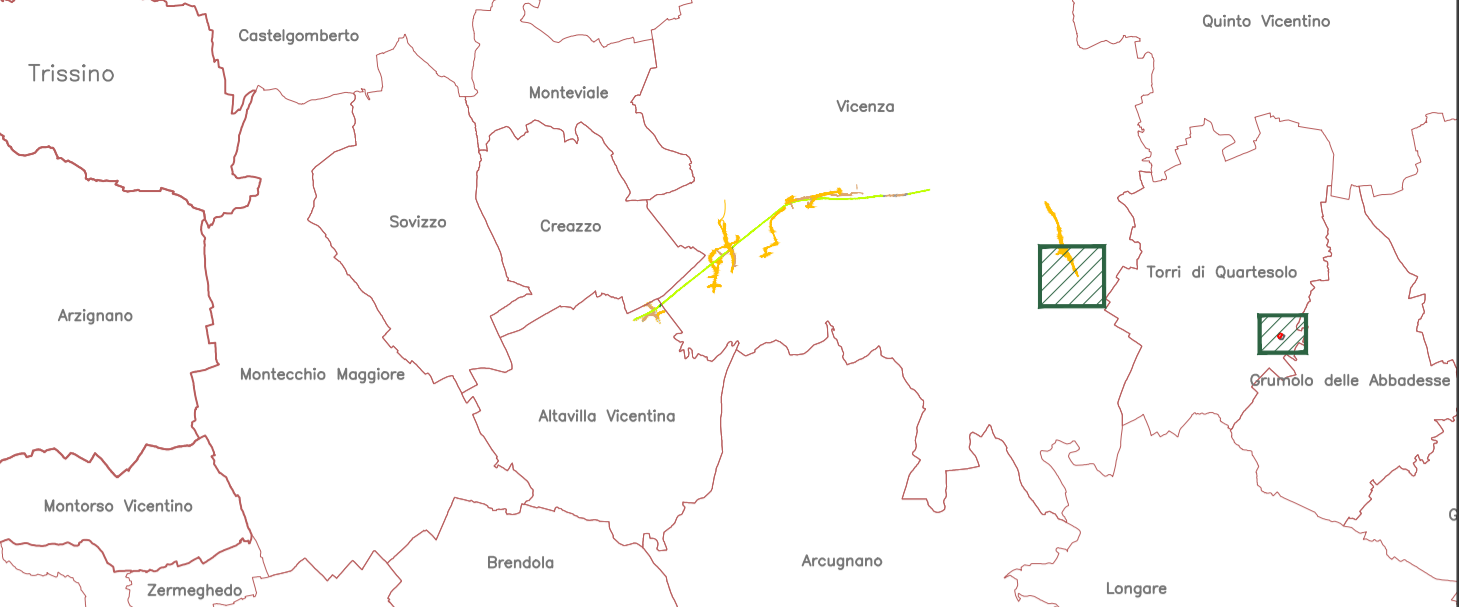 Quinto Vicentino
Castelgomberto
Trissino
Monteviale
Vicenza
Sovizzo
Creazzo
Torri di Quartesolo
Arzignano
Montecchio Maggiore
Grumolo delle Abbadesse
Altavilla Vicentina
Montorso Vicentino
G
Brendola
Arcugnano
Zermeghedo
Longare